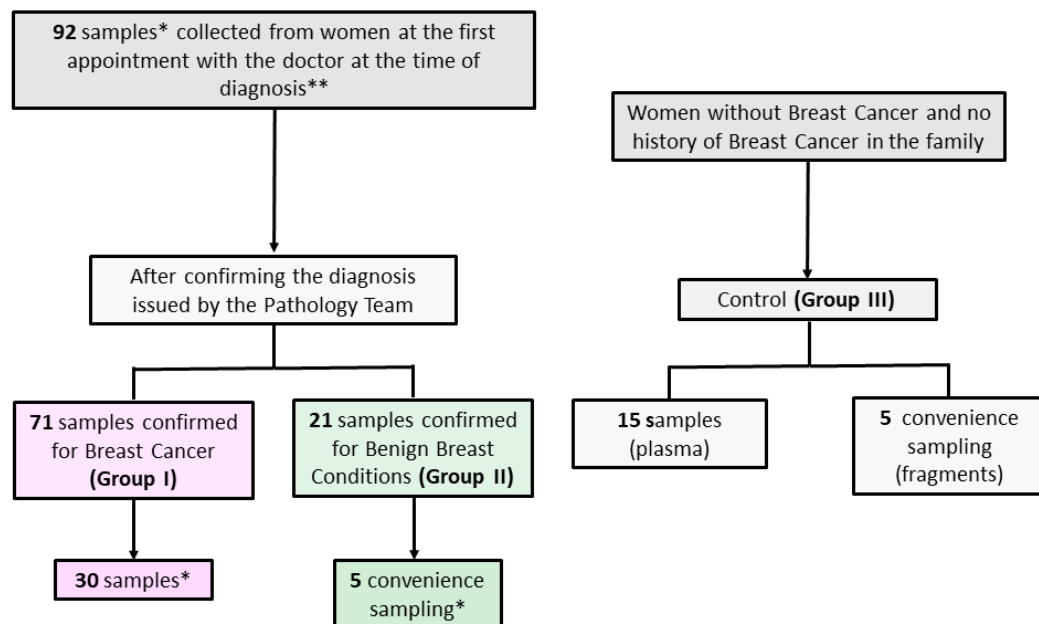 92 samples* collected from women at the first
appointment with the doctor at the time of
diagnosis**
Women without Breast Cancer and no
history of Breast Cancer in the family
After confirming the diagnosis
issued by the Pathology Team
Control (Group III)
71 samples confirmed
for Breast Cancer
(Group I)
21 samples confirmed
for Benign Breast
Conditions (Group II)
15 samples
(plasma)
5 convenience
sampling
(fragments)
30 samples*
5 convenience
sampling*